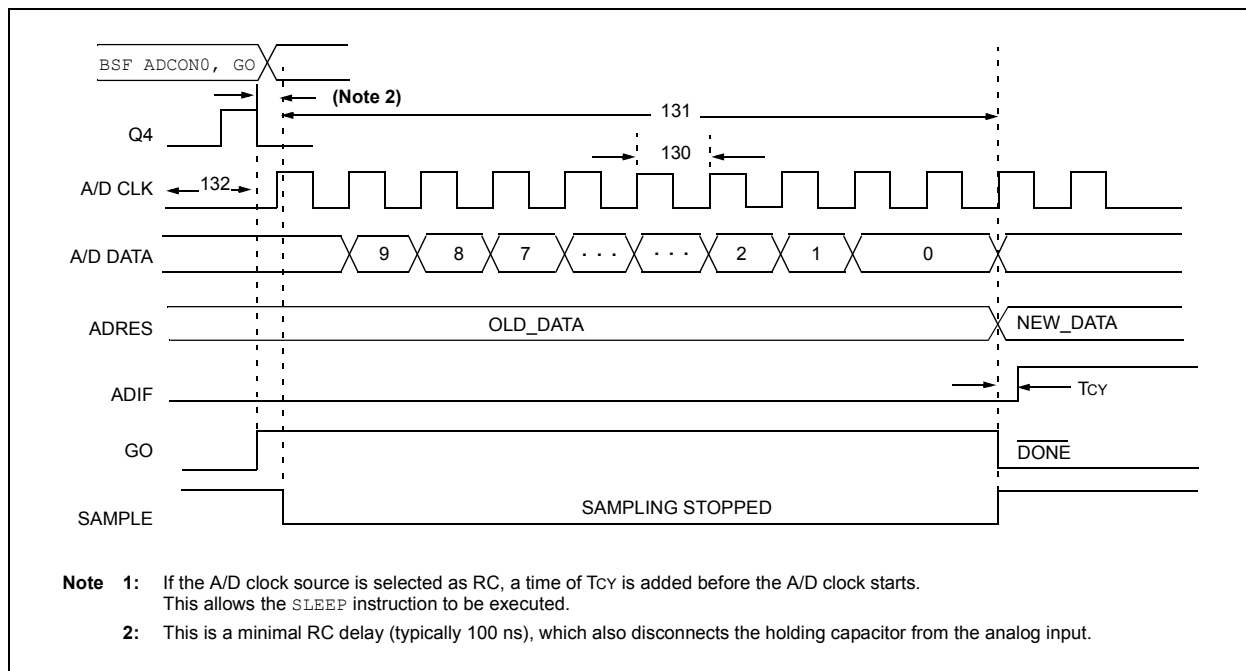 BSF ADCON0, GO
(Note 2)
131
Q4
130
A/D CLK
132
A/D DATA
9 8 7 . . . . . . 2 1 0
ADRES
OLD_DATA
NEW_DATA
ADIF
TCY
GO
DONE
SAMPLE
SAMPLING STOPPED
Note 1: If the A/D clock source is selected as RC, a time of TCY is added before the A/D clock starts.
This allows the SLEEP instruction to be executed.
2: This is a minimal RC delay (typically 100 ns), which also disconnects the holding capacitor from the analog input.